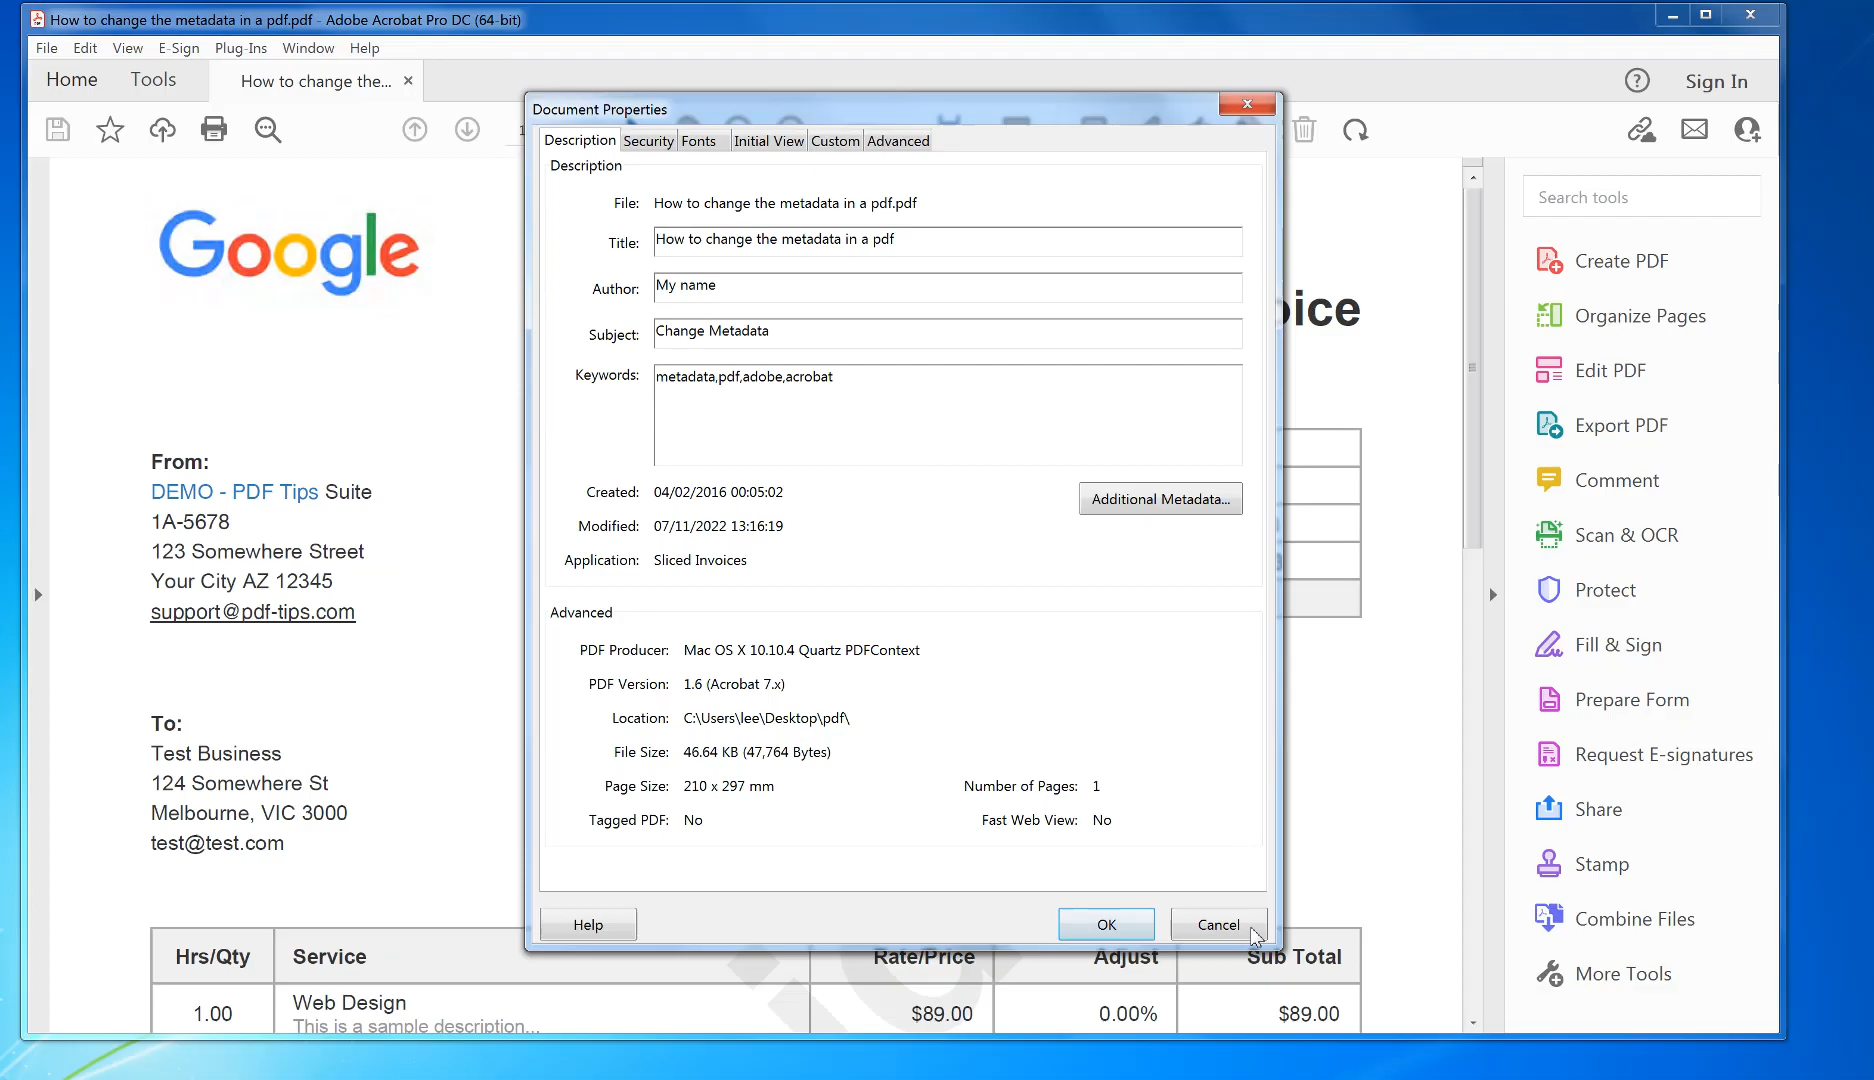 How to change the metadata in a pdf.pdf - Adobe Acrobat Pro DC (64-bit)
File Edit View E-Sign Plug-Ins Window Help
Home Tools How to change the... Sign In
Document Properties
Description Security Fonts Initial View Custom Advanced
Description
File: How to change the metadata in a pdf.pdf
Title: How to change the metadata in a pdf
Author: My name
Subject: Change Metadata
Keywords: metadata,pdf,adobe,acrobat
Created: 04/02/2016 00:05:02
Additional Metadata...
Modified: 07/11/2022 13:16:19
Application: Sliced Invoices
Advanced
PDF Producer: Mac OS X 10.10.4 Quartz PDFContext
PDF Version: 1.6 (Acrobat 7.x)
Location: C:\Users\lee\Desktop\pdf\
File Size: 46.64 KB (47,764 Bytes)
Page Size: 210 x 297 mm Number of Pages: 1
Tagged PDF: No Fast Web View: No
Help OK Cancel
Google
oice
From:
DEMO - PDF Tips Suite
1A-5678
123 Somewhere Street
Your City AZ 12345
support@pdf-tips.com
To:
Test Business
124 Somewhere St
Melbourne, VIC 3000
test@test.com
Hrs/Qty Service Rate/Price Adjust Sub Total
1.00 Web Design $89.00 0.00% $89.00
This is a sample description...
Search tools
Create PDF
Organize Pages
Edit PDF
Export PDF
Comment
Scan & OCR
Protect
Fill & Sign
Prepare Form
Request E-signatures
Share
Stamp
Combine Files
More Tools